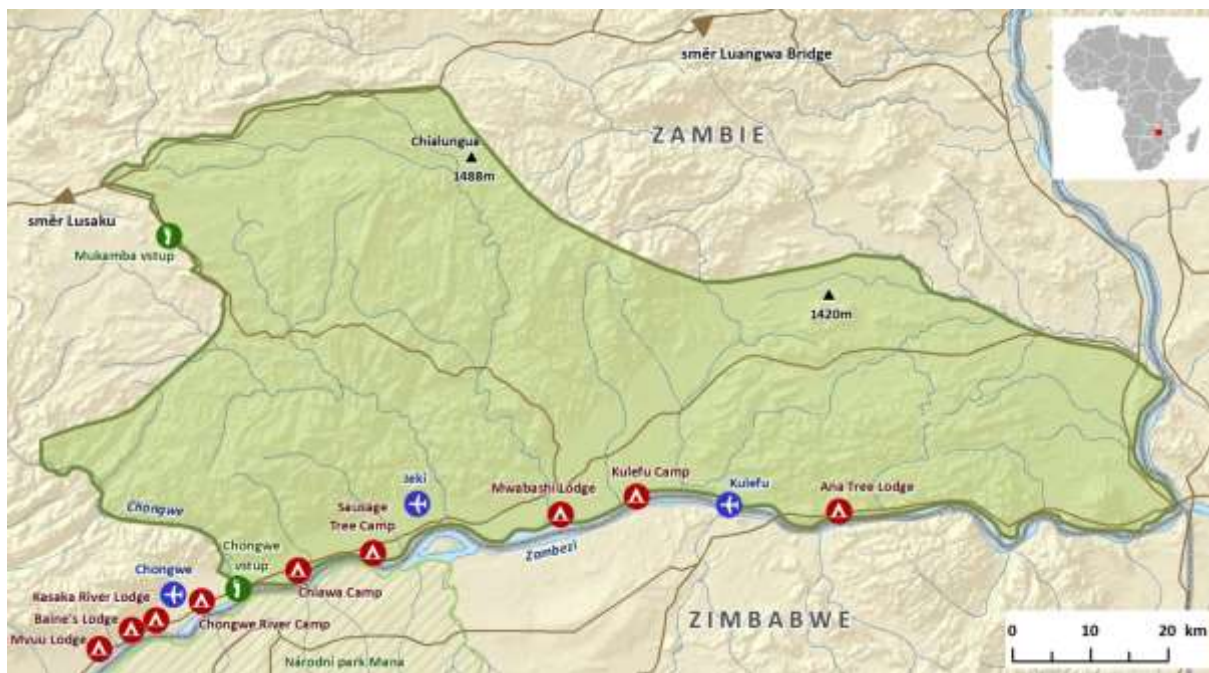 směr Luangwa Bridge
ZAMBIE
Chialungua
1488m
směr Lusaku
Mukamba vstup
1420m
Jeki
Mwabashi Lodge
Kulefu Camp
Kulefu
Ana Tree Lodge
Sausage
Tree Camp
Chongwe
Zambezi
Chongwe
vstup
Chongwe
Chiawa Camp
Kasaka River Lodge
Baine's Lodge
Chongwe River Camp
Mvuu Lodge
ZIMBABWE
Národní park Mana
0 10 20 km